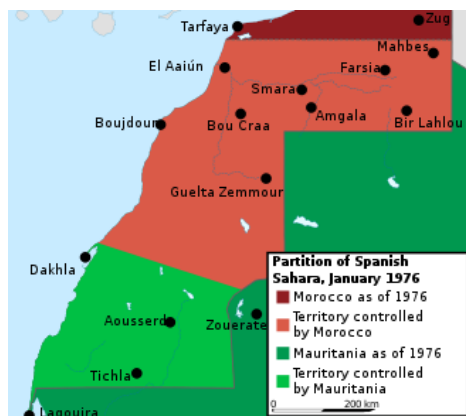 Zug
Tarfaya
Mahbes
El Aaiún
Farsia
Smara
Boujdour
Bou Craa
Amgala
Bir Lahlou
Guelta Zemmour
Dakhla
Aousserd
Zouerate
Tichla
Lagouira
Partition of Spanish
Sahara, January 1976
Morocco as of 1976
Territory controlled
by Morocco
Mauritania as of 1976
Territory controlled
by Mauritania
0 200 km